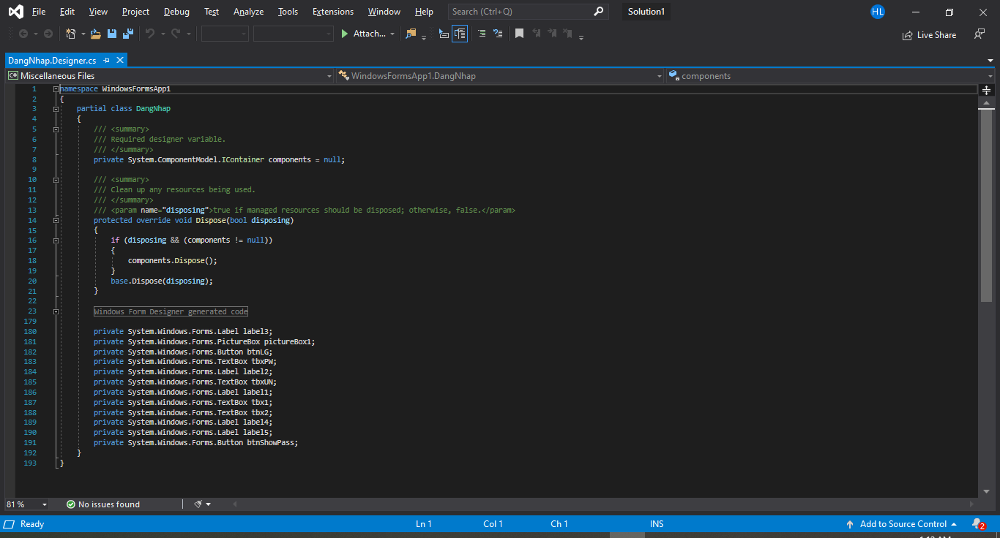 File Edit View Project Debug Test Analyze Tools Extensions Window Help Search (Ctrl+Q) Solution1 HL
Attach... Live Share
DangNhap.Designer.cs
C# Miscellaneous Files WindowsFormsApp1.DangNhap components
1 namespace WindowsFormsApp1
2 {
3 partial class DangNhap
4 {
5 /// <summary>
6 /// Required designer variable.
7 /// </summary>
8 private System.ComponentModel.IContainer components = null;
9
10 /// <summary>
11 /// Clean up any resources being used.
12 /// </summary>
13 /// <param name="disposing">true if managed resources should be disposed; otherwise, false.</param>
14 protected override void Dispose(bool disposing)
15 {
16 if (disposing && (components != null))
17 {
18 components.Dispose();
19 }
20 base.Dispose(disposing);
21 }
22
23 Windows Form Designer generated code
179
180 private System.Windows.Forms.Label label3;
181 private System.Windows.Forms.PictureBox pictureBox1;
182 private System.Windows.Forms.Button btnLG;
183 private System.Windows.Forms.TextBox tbxPW;
184 private System.Windows.Forms.Label label2;
185 private System.Windows.Forms.TextBox tbxUN;
186 private System.Windows.Forms.Label label1;
187 private System.Windows.Forms.TextBox tbx1;
188 private System.Windows.Forms.TextBox tbx2;
189 private System.Windows.Forms.Label label4;
190 private System.Windows.Forms.Label label5;
191 private System.Windows.Forms.Button btnShowPass;
192 }
193 }
81 % No issues found
Ready Ln 1 Col 1 Ch 1 INS Add to Source Control 2